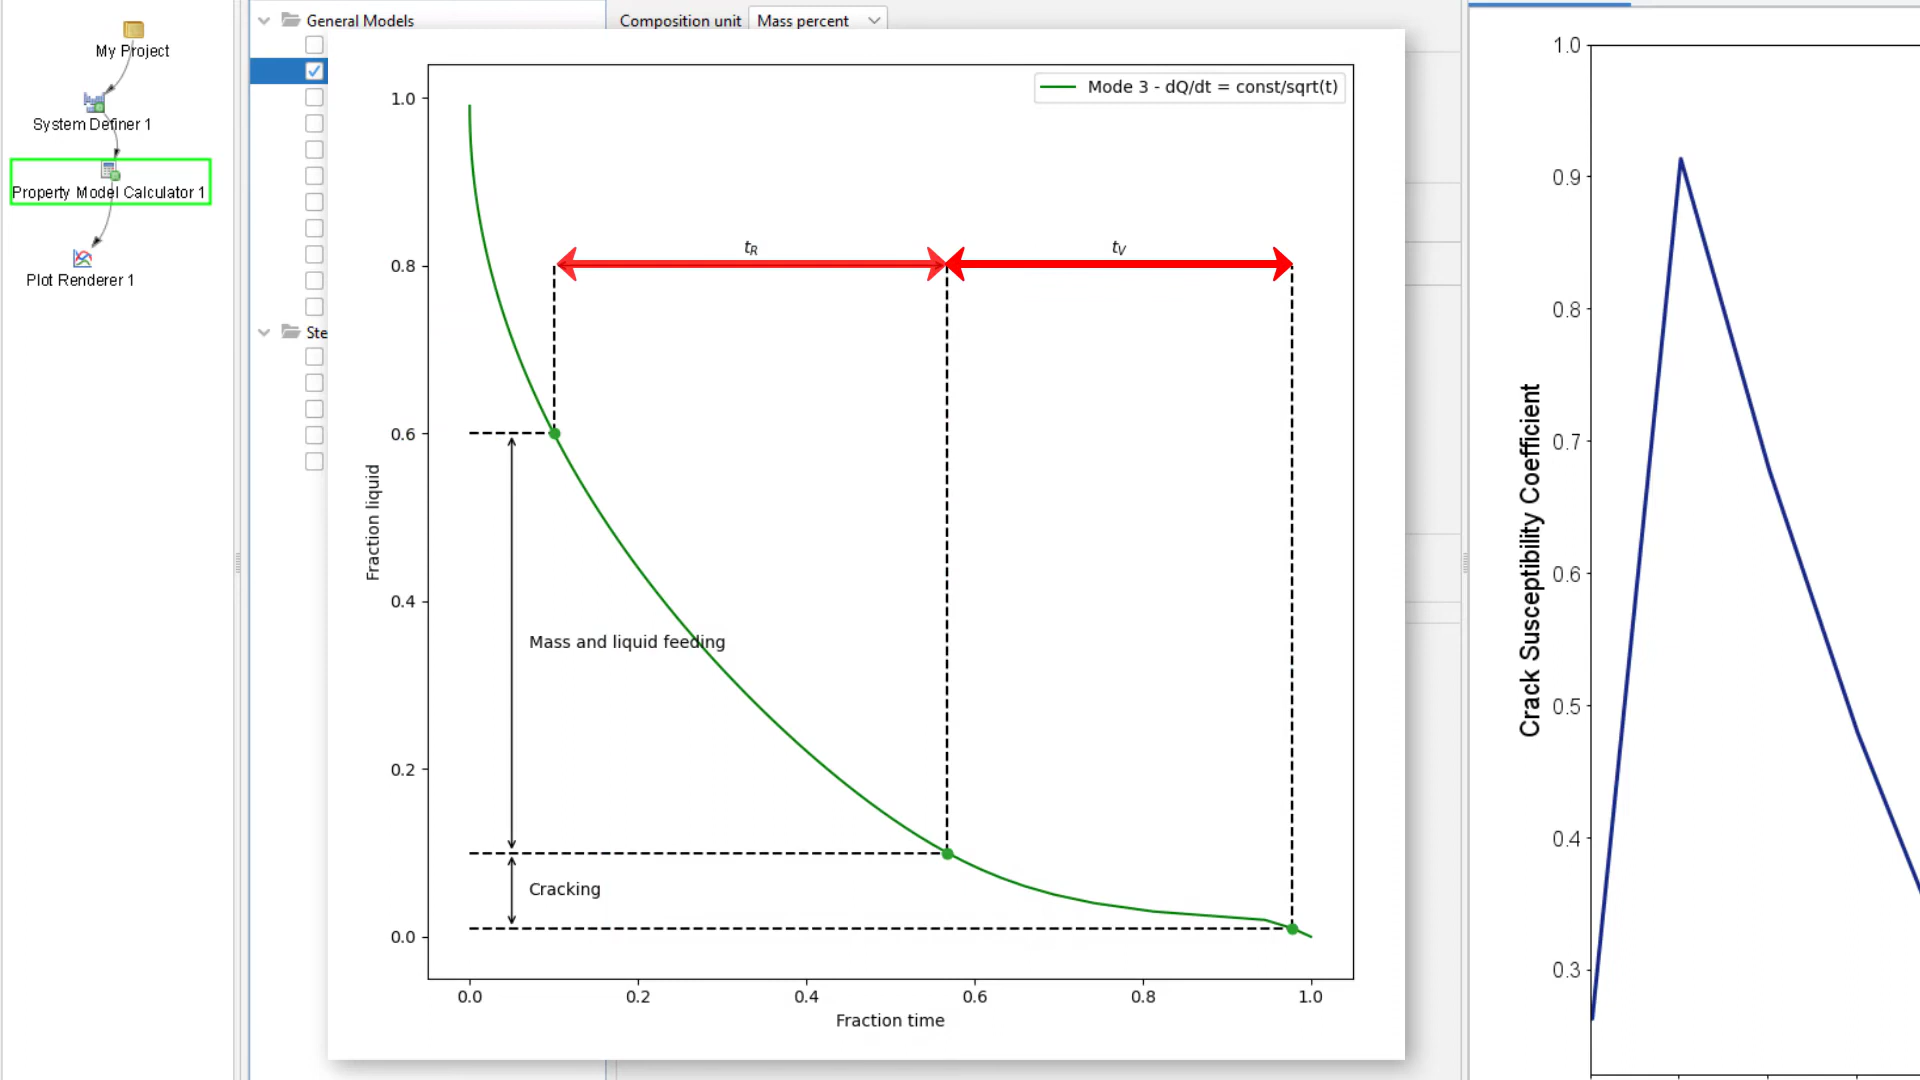 My Project
System Definer 1
Property Model Calculator 1
Plot Renderer 1
General Models
Ste
Composition unit
Mass percent
Mode 3 - dQ/dt = const/sqrt(t)
1.0
0.8
0.6
0.4
0.2
0.0
Fraction liquid
tR
tV
Mass and liquid feeding
Cracking
0.0
0.2
0.4
0.6
0.8
1.0
Fraction time
1.0
0.9
0.8
0.7
0.6
0.5
0.4
0.3
Crack Susceptibility Coefficient